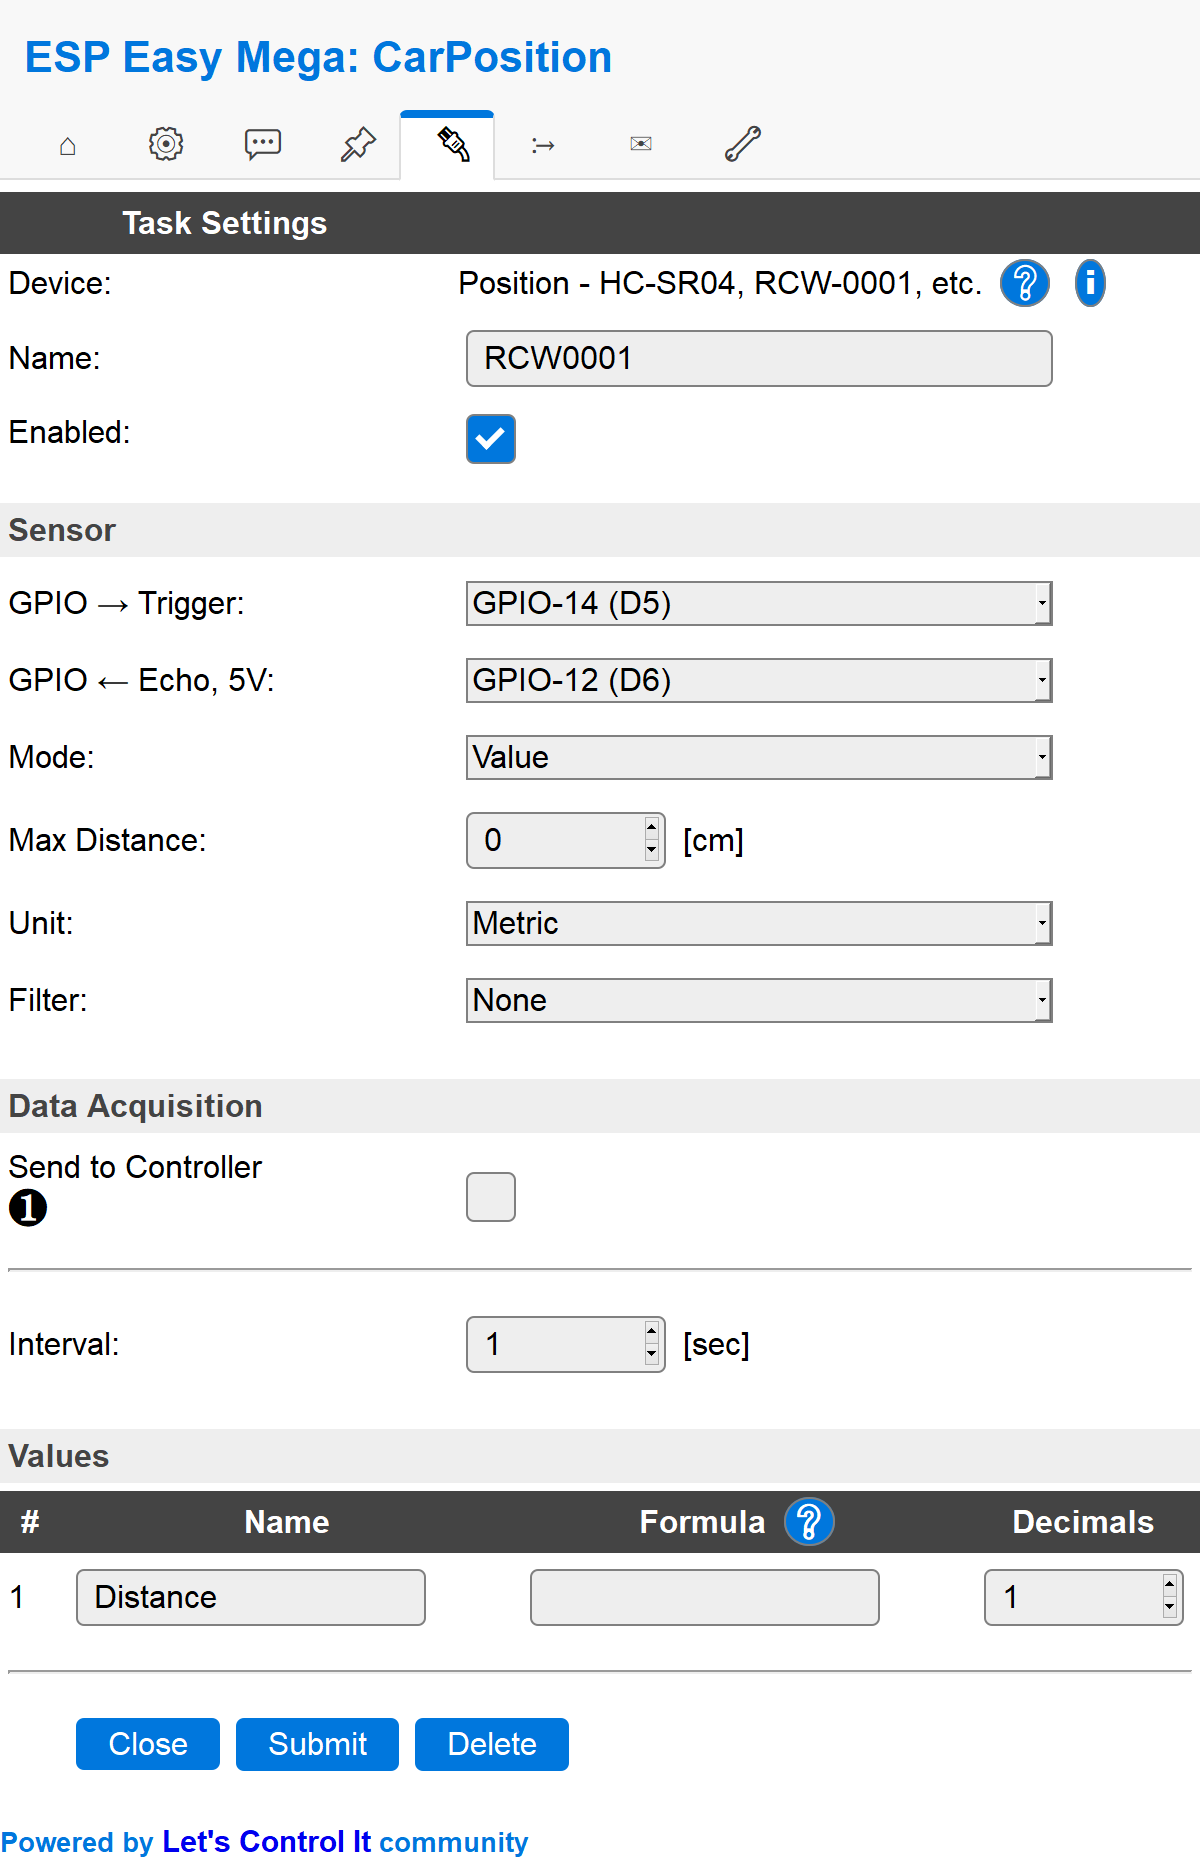 ESP Easy Mega: CarPosition
Task Settings
Device: Position - HC-SR04, RCW-0001, etc. ? i
Name: RCW0001
Enabled:
Sensor
GPIO → Trigger: GPIO-14 (D5)
GPIO ← Echo, 5V: GPIO-12 (D6)
Mode: Value
Max Distance: 0 [cm]
Unit: Metric
Filter: None
Data Acquisition
Send to Controller
❶
Interval: 1 [sec]
Values
# Name Formula ? Decimals
1 Distance 1
Close Submit Delete
Powered by Let's Control It community